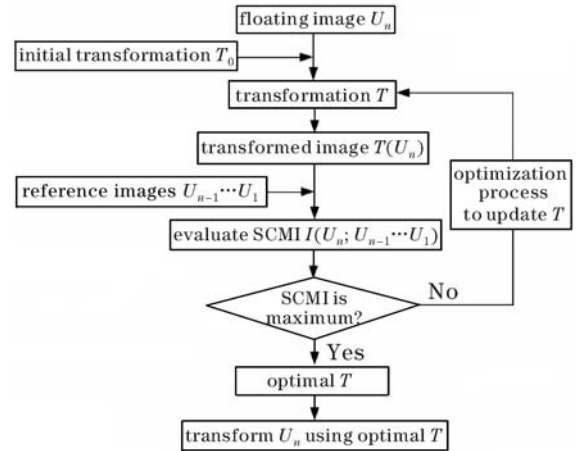 floating image Uₙ
initial transformation T₀
transformation T
transformed image T(Uₙ)
reference images Uₙ₋₁⋯U₁
optimization
process
to update T
evaluate SCMI I(Uₙ; Uₙ₋₁⋯U₁)
SCMI is
maximum?
No
Yes
optimal T
transform Uₙ using optimal T